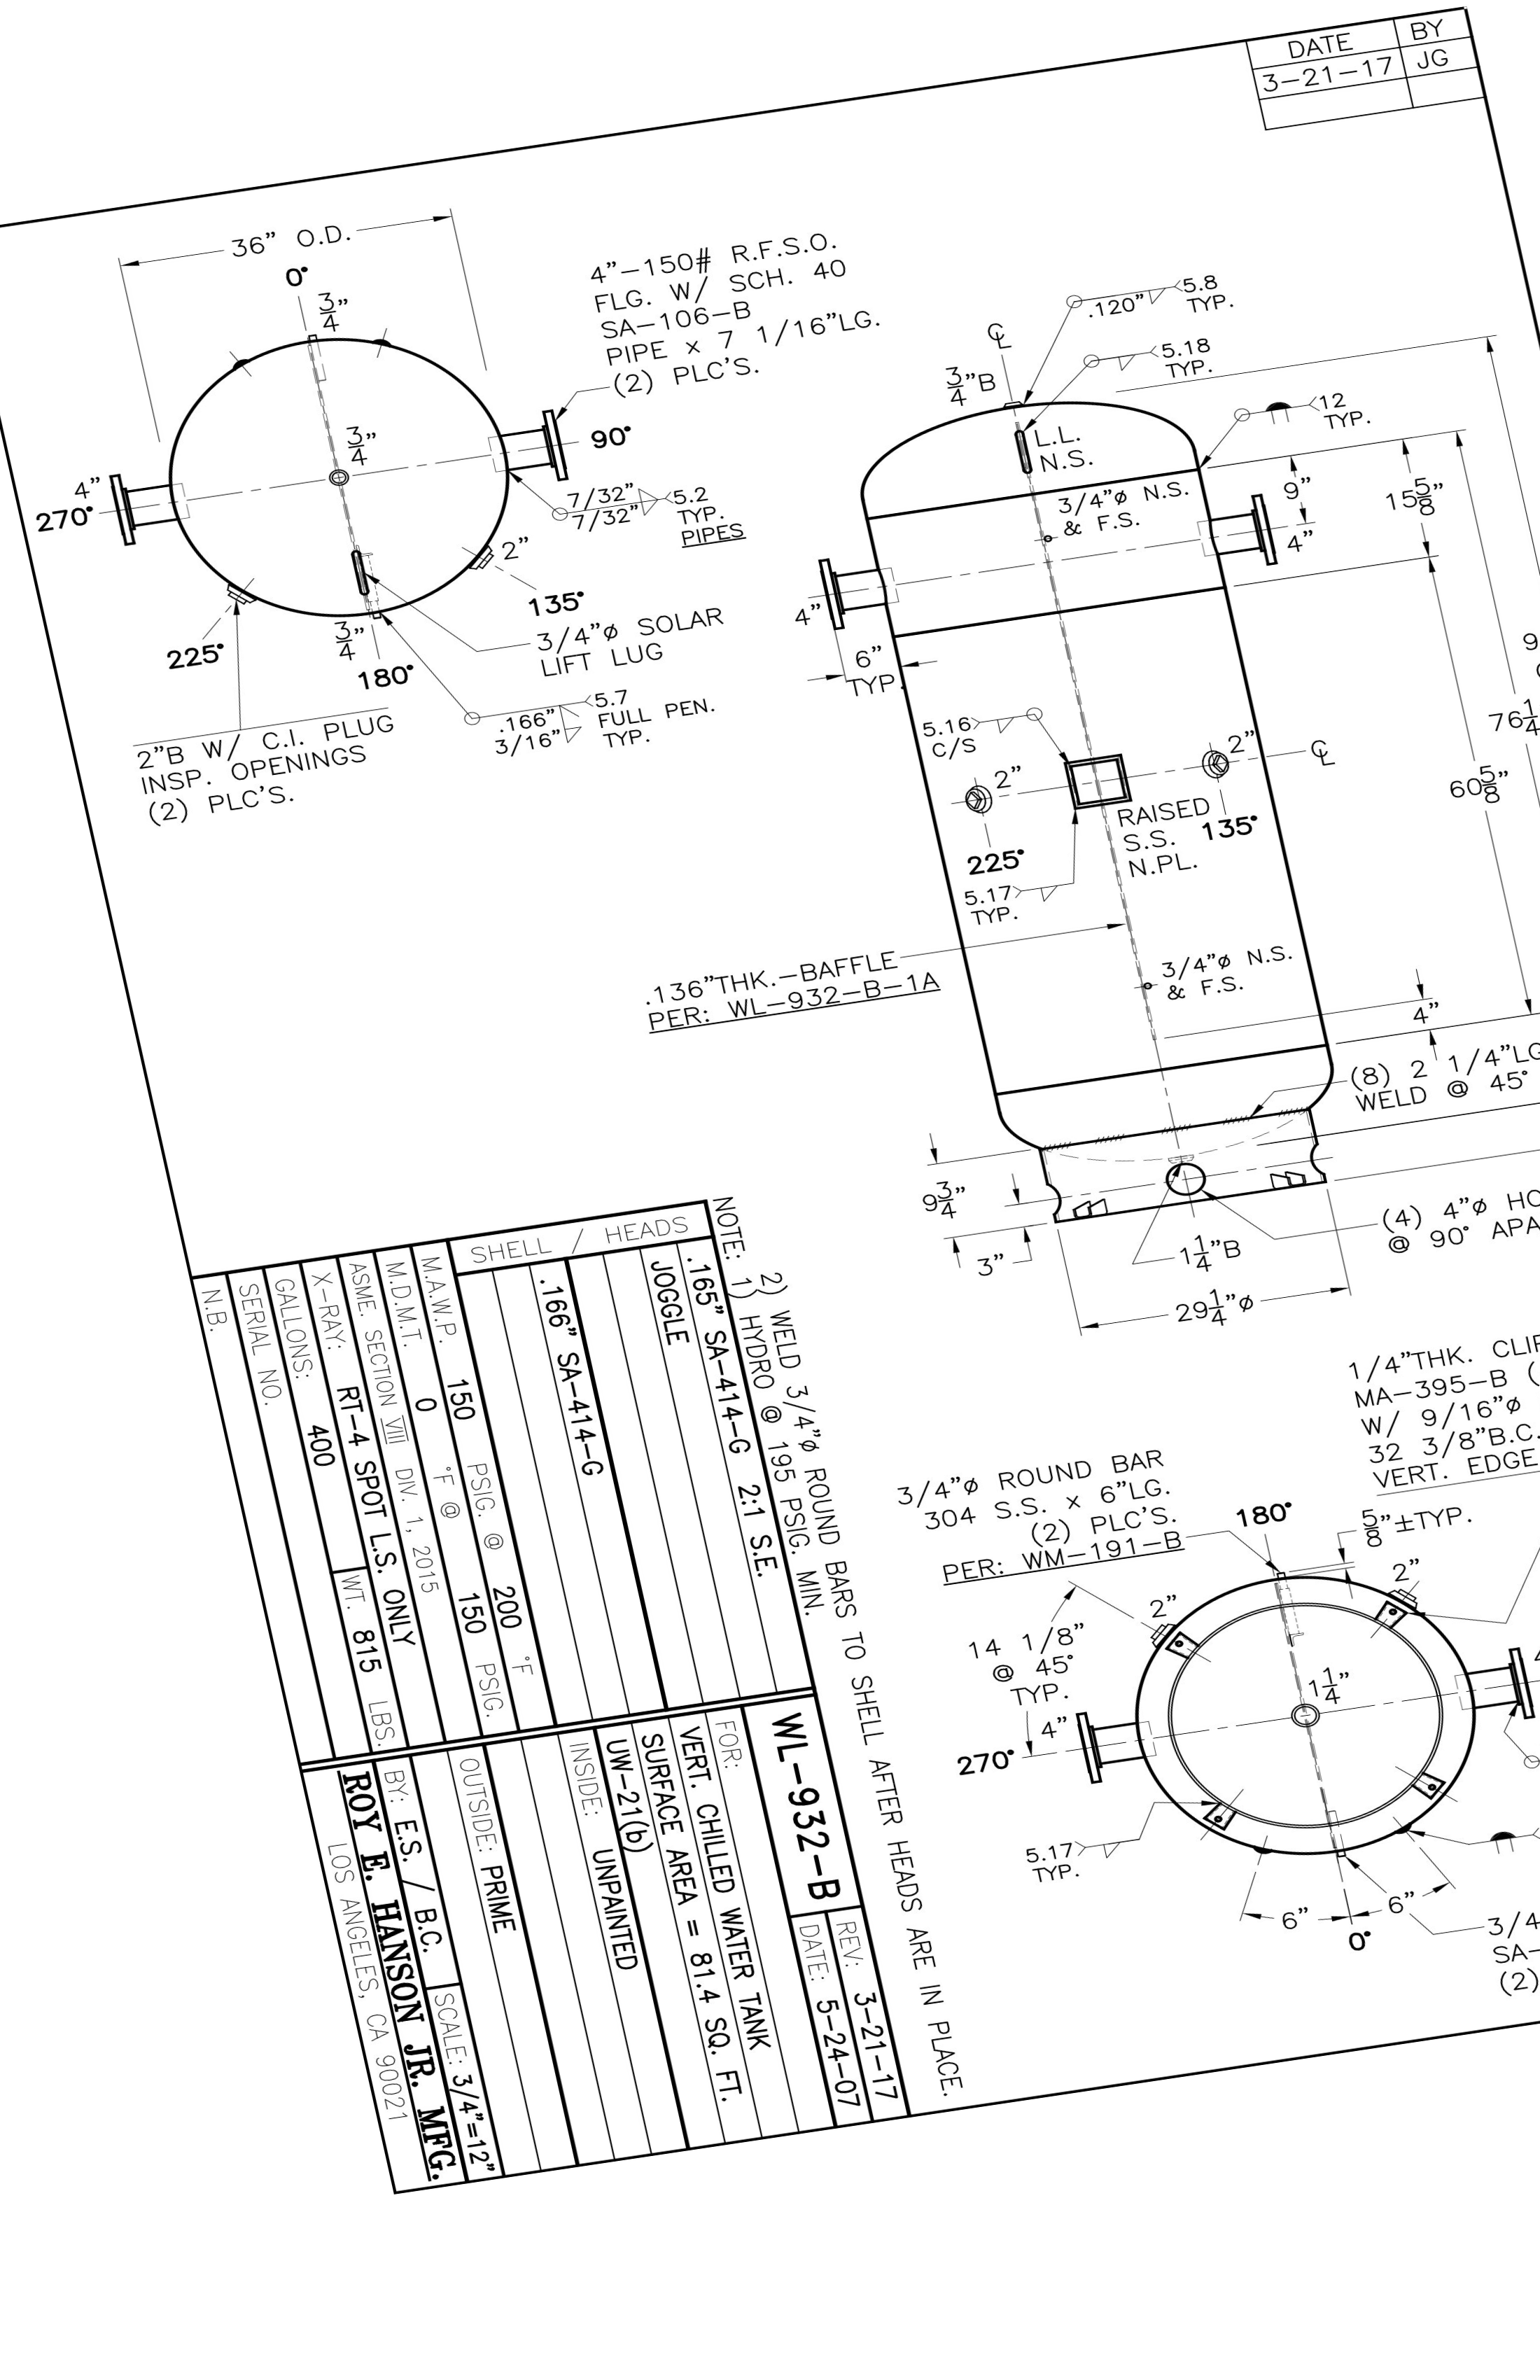 DATE BY
3-21-17 JG
36" O.D.
0°
3/4"
4"-150# R.F.S.O.
FLG. W/ SCH. 40
SA-106-B
PIPE x 7 1/16"LG.
(2) PLC'S.
90°
3/4"
4"
270°
7/32"
7/32"
5.2
TYP.
PIPES
2"
135°
3/4"ø SOLAR
LIFT LUG
225°
3/4"
180°
.166"
3/16"
5.7
FULL PEN.
TYP.
2"B W/ C.I. PLUG
INSP. OPENINGS
(2) PLC'S.
℄
3/4"B
.120"
5.8
TYP.
5.18
TYP.
12
TYP.
L.L.
N.S.
3/4"ø N.S.
& F.S.
9"
15 5/8"
4"
4"
6"
TYP.
9
76 1/4
60 5/8"
5.16
C/S
2"
2"
℄
RAISED
S.S.
N.PL.
135°
225°
5.17
TYP.
.136"THK.-BAFFLE
PER: WL-932-B-1A
3/4"ø N.S.
& F.S.
4"
(8) 2 1/4"LG
WELD @ 45°
9 3/4"
3"
1 1/4"B
(4) 4"ø HO
@ 90° APA
29 1/4"ø
1/4"THK. CLIP
MA-395-B (
W/ 9/16"ø
32 3/8"B.C.
VERT. EDGE
3/4"ø ROUND BAR
304 S.S. x 6"LG.
(2) PLC'S.
PER: WM-191-B
180°
5/8"±TYP.
2"
2"
14 1/8"
@ 45°
TYP.
1 1/4"
4"
270°
4
5.17
TYP.
6"
6"
0°
3/4
SA-
(2)
NOTE: 1) HYDRO @ 195 PSIG. MIN.
2) WELD 3/4"ø ROUND BARS TO SHELL AFTER HEADS ARE IN PLACE.
SHELL / HEADS
.165" SA-414-G 2:1 S.E.
JOGGLE
.166" SA-414-G
M.A.W.P. 150 PSIG. @ 200 °F
M.D.M.T. 0 °F @ 150 PSIG.
ASME. SECTION VIII DIV. 1, 2015
X-RAY: RT-4 SPOT L.S. ONLY
GALLONS: 400 WT. 815 LBS.
SERIAL NO.
N.B.
WL-932-B
REV: 3-21-17
DATE: 5-24-07
FOR:
VERT. CHILLED WATER TANK
SURFACE AREA = 81.4 SQ. FT.
UW-21(b)
INSIDE: UNPAINTED
OUTSIDE: PRIME
BY: E.S. / B.C. SCALE: 3/4"=12"
ROY E. HANSON JR. MFG.
LOS ANGELES, CA 90021